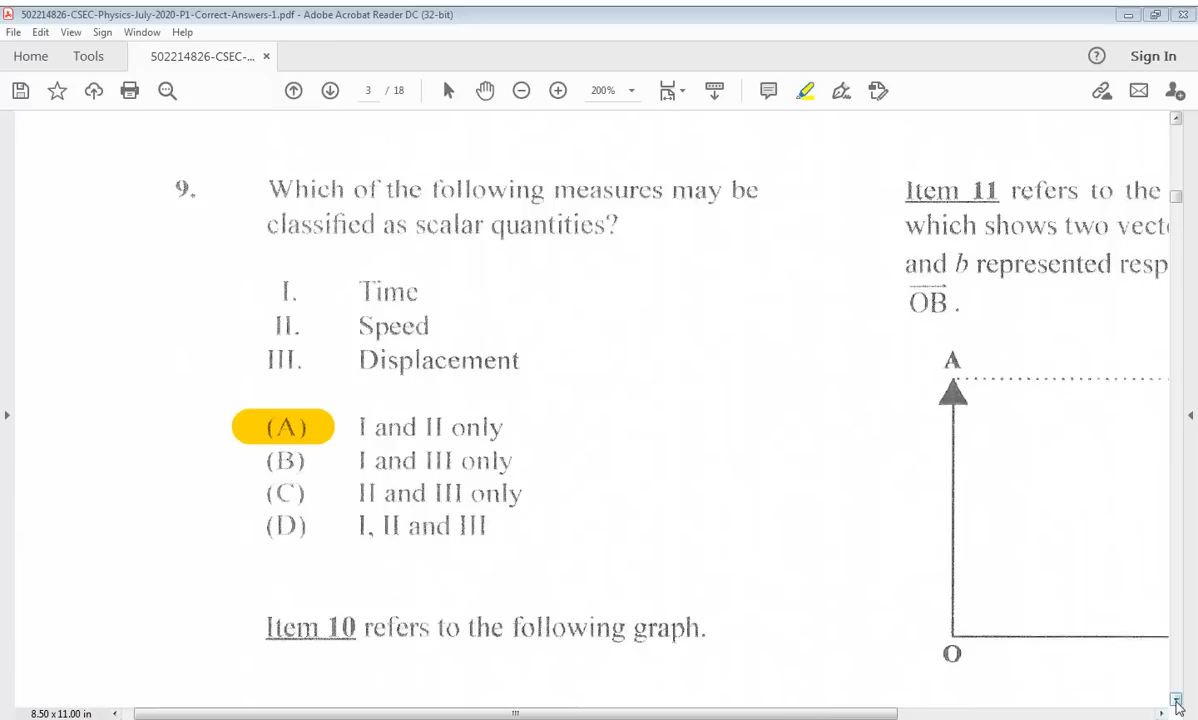 502214826-CSEC-Physics-July-2020-P1-Correct-Answers-1.pdf - Adobe Acrobat Reader DC (32-bit)
File Edit View Sign Window Help
Home Tools 502214826-CSEC-... × Sign In
3 / 18 200%
9. Which of the following measures may be
classified as scalar quantities?
I. Time
II. Speed
III. Displacement
(A) I and II only
(B) I and III only
(C) II and III only
(D) I, II and III
Item 10 refers to the following graph.
Item 11 refers to the
which shows two vect
and b represented resp
OB .
A
O
8.50 x 11.00 in